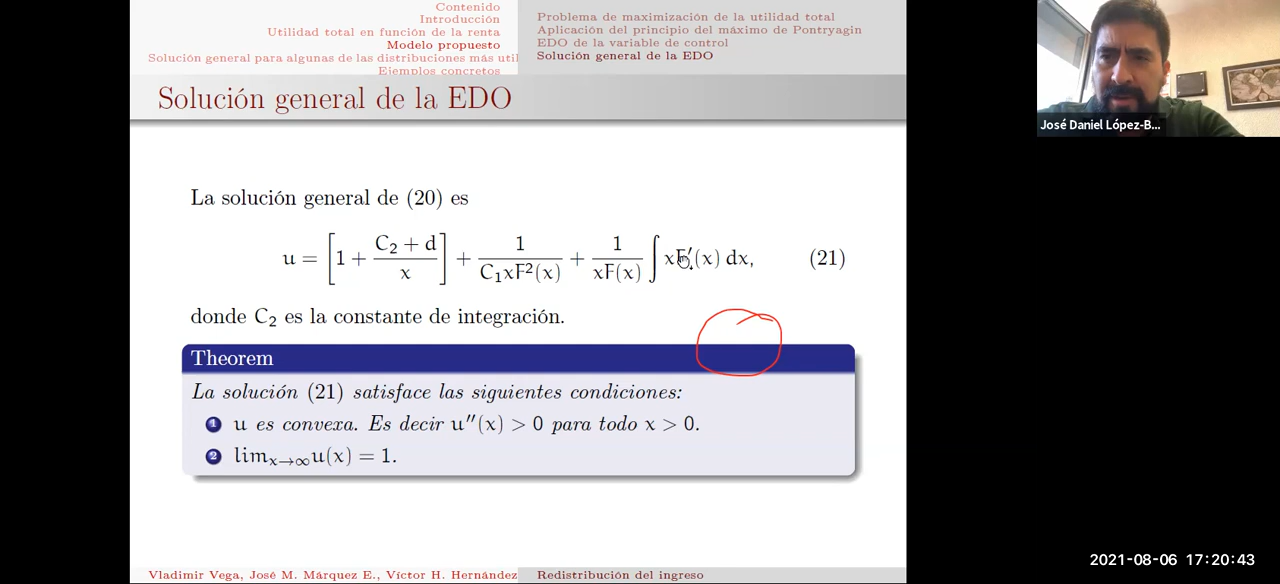 Contenido
Introducción
Utilidad total en función de la renta
Modelo propuesto
Solución general para algunas de las distribuciones más util
Ejemplos concretos
Problema de maximización de la utilidad total
Aplicación del principio del máximo de Pontryagin
EDO de la variable de control
Solución general de la EDO
Solución general de la EDO
José Daniel López-B...
La solución general de (20) es
u = [1 + (C₂ + d)/x] + 1/(C₁xF²(x)) + 1/(xF(x)) ∫ xF′(x) dx, (21)
donde C₂ es la constante de integración.
Theorem
La solución (21) satisface las siguientes condiciones:
1 u es convexa. Es decir u″(x) > 0 para todo x > 0.
2 limₓ→∞u(x) = 1.
2021-08-06 17:20:43
Vladimir Vega, José M. Márquez E., Víctor H. Hernández
Redistribución del ingreso